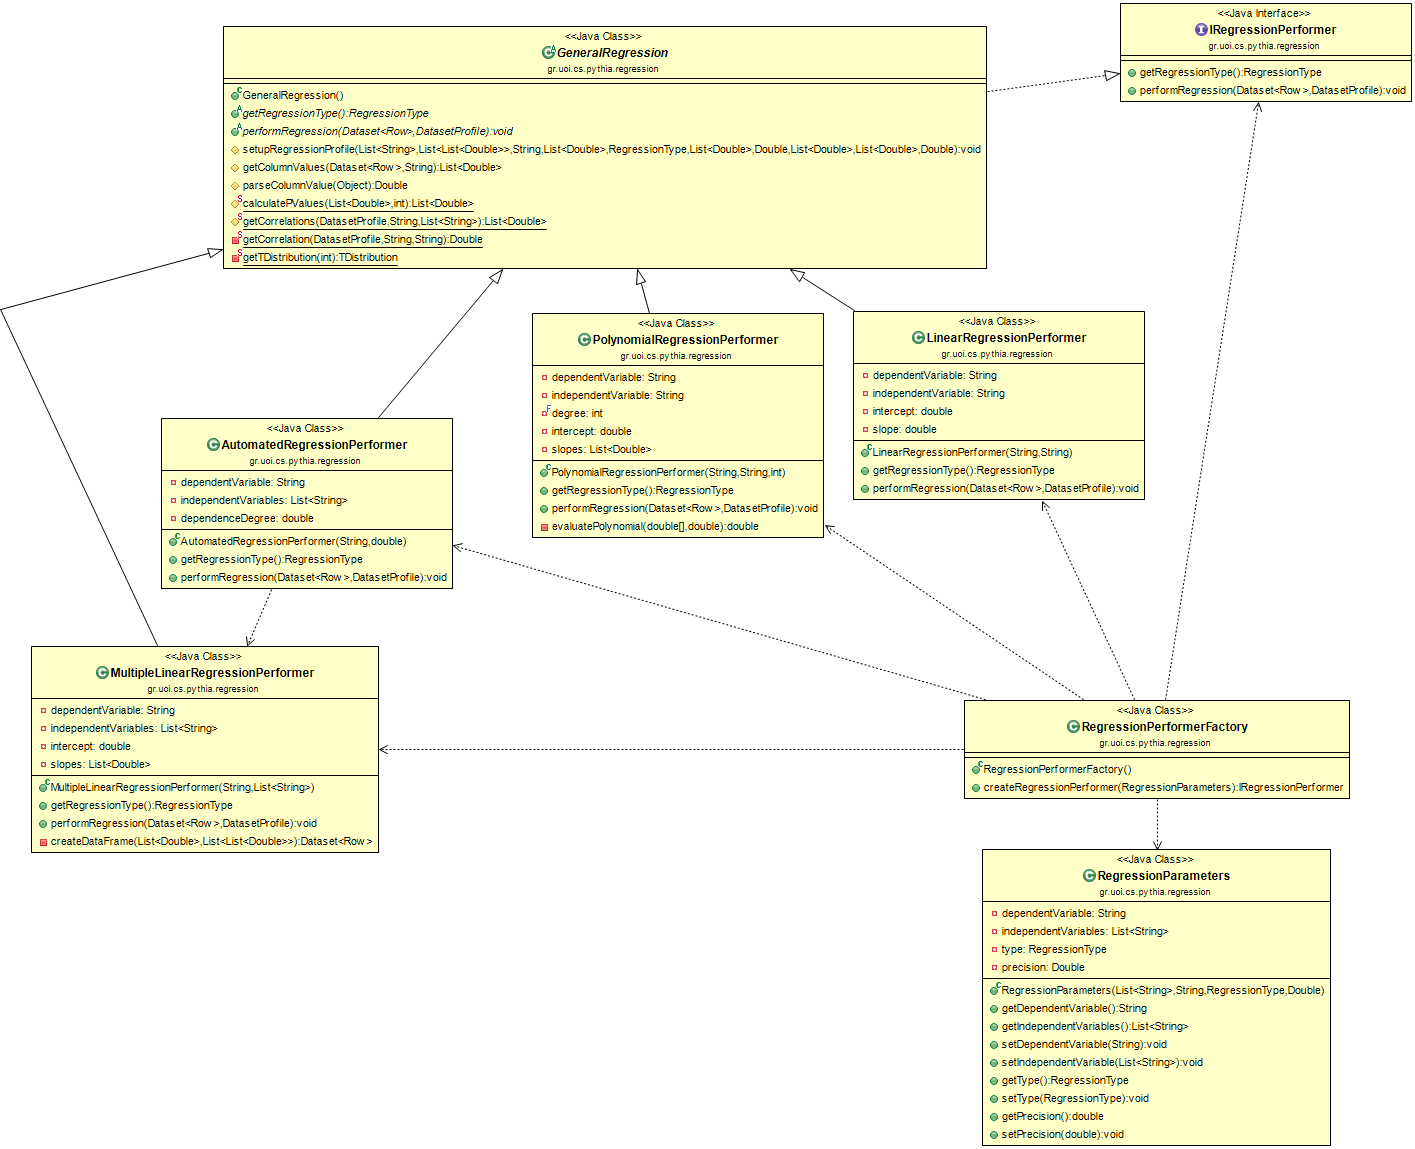 <<Java Class>>
GeneralRegression
gr.uoi.cs.pythia.regression
GeneralRegression()
getRegressionType():RegressionType
performRegression(Dataset<Row>,DatasetProfile):void
setupRegressionProfile(List<String>,List<List<Double>>,String,List<Double>,RegressionType,List<Double>,Double,List<Double>,List<Double>,Double):void
getColumnValues(Dataset<Row>,String):List<Double>
parseColumnValue(Object):Double
calculatePValues(List<Double>,int):List<Double>
getCorrelations(DatasetProfile,String,List<String>):List<Double>
getCorrelation(DatasetProfile,String,String):Double
getTDistribution(int):TDistribution
<<Java Interface>>
IRegressionPerformer
gr.uoi.cs.pythia.regression
getRegressionType():RegressionType
performRegression(Dataset<Row>,DatasetProfile):void
<<Java Class>>
PolynomialRegressionPerformer
gr.uoi.cs.pythia.regression
dependentVariable: String
independentVariable: String
degree: int
intercept: double
slopes: List<Double>
PolynomialRegressionPerformer(String,String,int)
getRegressionType():RegressionType
performRegression(Dataset<Row>,DatasetProfile):void
evaluatePolynomial(double[],double):double
<<Java Class>>
LinearRegressionPerformer
gr.uoi.cs.pythia.regression
dependentVariable: String
independentVariable: String
intercept: double
slope: double
LinearRegressionPerformer(String,String)
getRegressionType():RegressionType
performRegression(Dataset<Row>,DatasetProfile):void
<<Java Class>>
AutomatedRegressionPerformer
gr.uoi.cs.pythia.regression
dependentVariable: String
independentVariables: List<String>
dependenceDegree: double
AutomatedRegressionPerformer(String,double)
getRegressionType():RegressionType
performRegression(Dataset<Row>,DatasetProfile):void
<<Java Class>>
MultipleLinearRegressionPerformer
gr.uoi.cs.pythia.regression
dependentVariable: String
independentVariables: List<String>
intercept: double
slopes: List<Double>
MultipleLinearRegressionPerformer(String,List<String>)
getRegressionType():RegressionType
performRegression(Dataset<Row>,DatasetProfile):void
createDataFrame(List<Double>,List<List<Double>>):Dataset<Row>
<<Java Class>>
RegressionPerformerFactory
gr.uoi.cs.pythia.regression
RegressionPerformerFactory()
createRegressionPerformer(RegressionParameters):IRegressionPerformer
<<Java Class>>
RegressionParameters
gr.uoi.cs.pythia.regression
dependentVariable: String
independentVariables: List<String>
type: RegressionType
precision: Double
RegressionParameters(List<String>,String,RegressionType,Double)
getDependentVariable():String
getIndependentVariables():List<String>
setDependentVariable(String):void
setIndependentVariable(List<String>):void
getType():RegressionType
setType(RegressionType):void
getPrecision():double
setPrecision(double):void